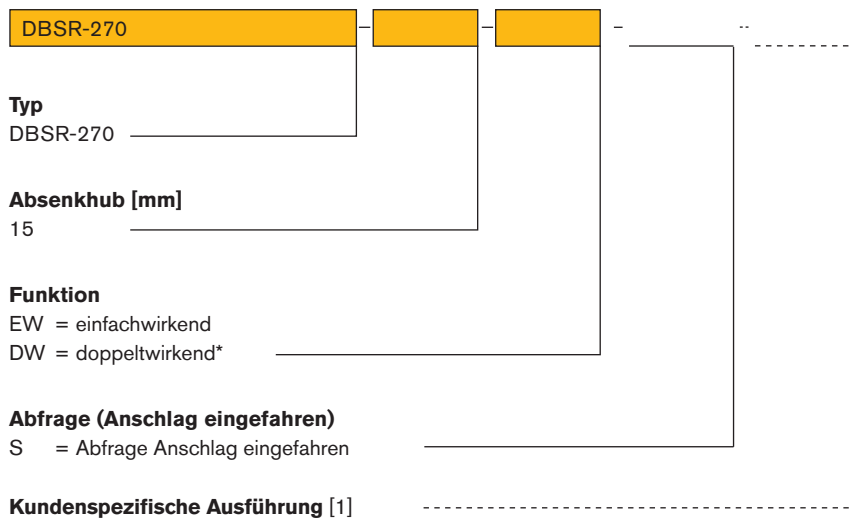 DBSR-270 - - - --
Typ
DBSR-270
Absenkhub [mm]
15
Funktion
EW = einfachwirkend
DW = doppeltwirkend*
Abfrage (Anschlag eingefahren)
S = Abfrage Anschlag eingefahren
Kundenspezifische Ausführung [1]